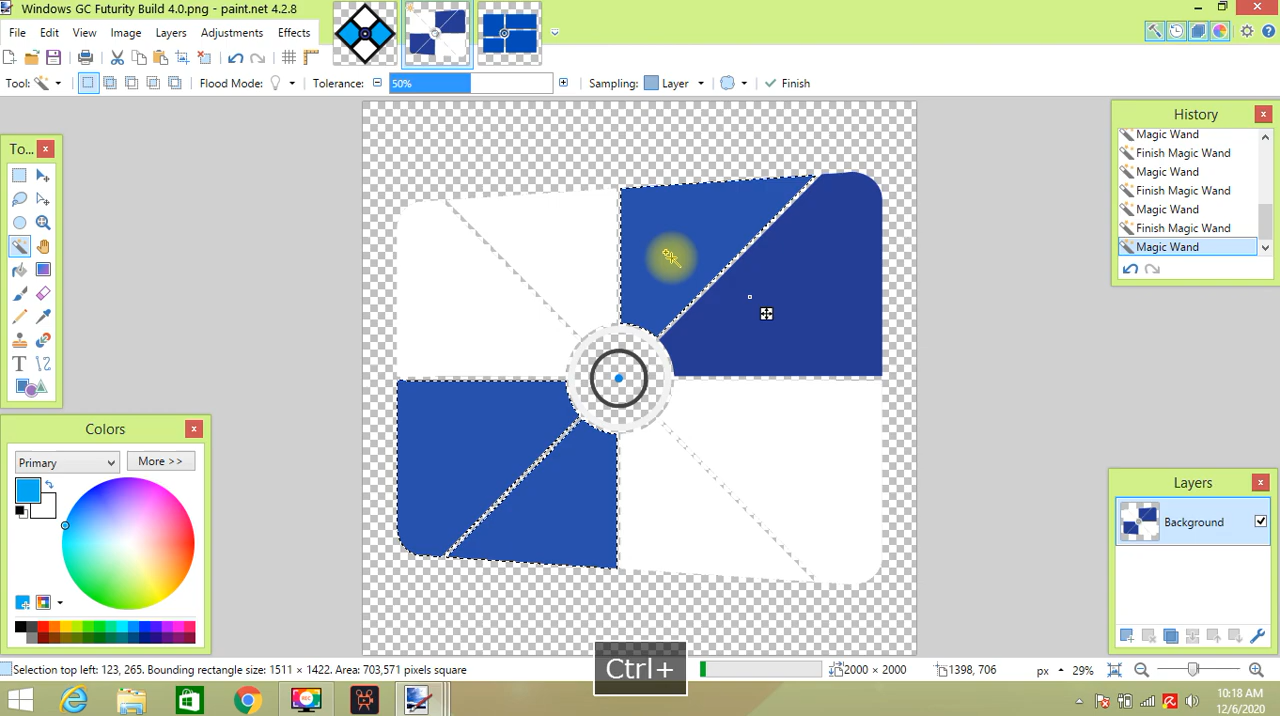 Windows GC Futurity Build 4.0.png - paint.net 4.2.8
File Edit View Image Layers Adjustments Effects
Tool: Flood Mode: Tolerance: 50% Sampling: Layer Finish
To...
History
Magic Wand
Finish Magic Wand
Magic Wand
Finish Magic Wand
Magic Wand
Finish Magic Wand
Magic Wand
Colors
Primary More >>
Layers
Background
Ctrl+
Selection top left: 123, 265. Bounding rectangle size: 1511 × 1422. Area: 703,571 pixels square 2000 × 2000 1398, 706 px 29%
10:18 AM
12/6/2020